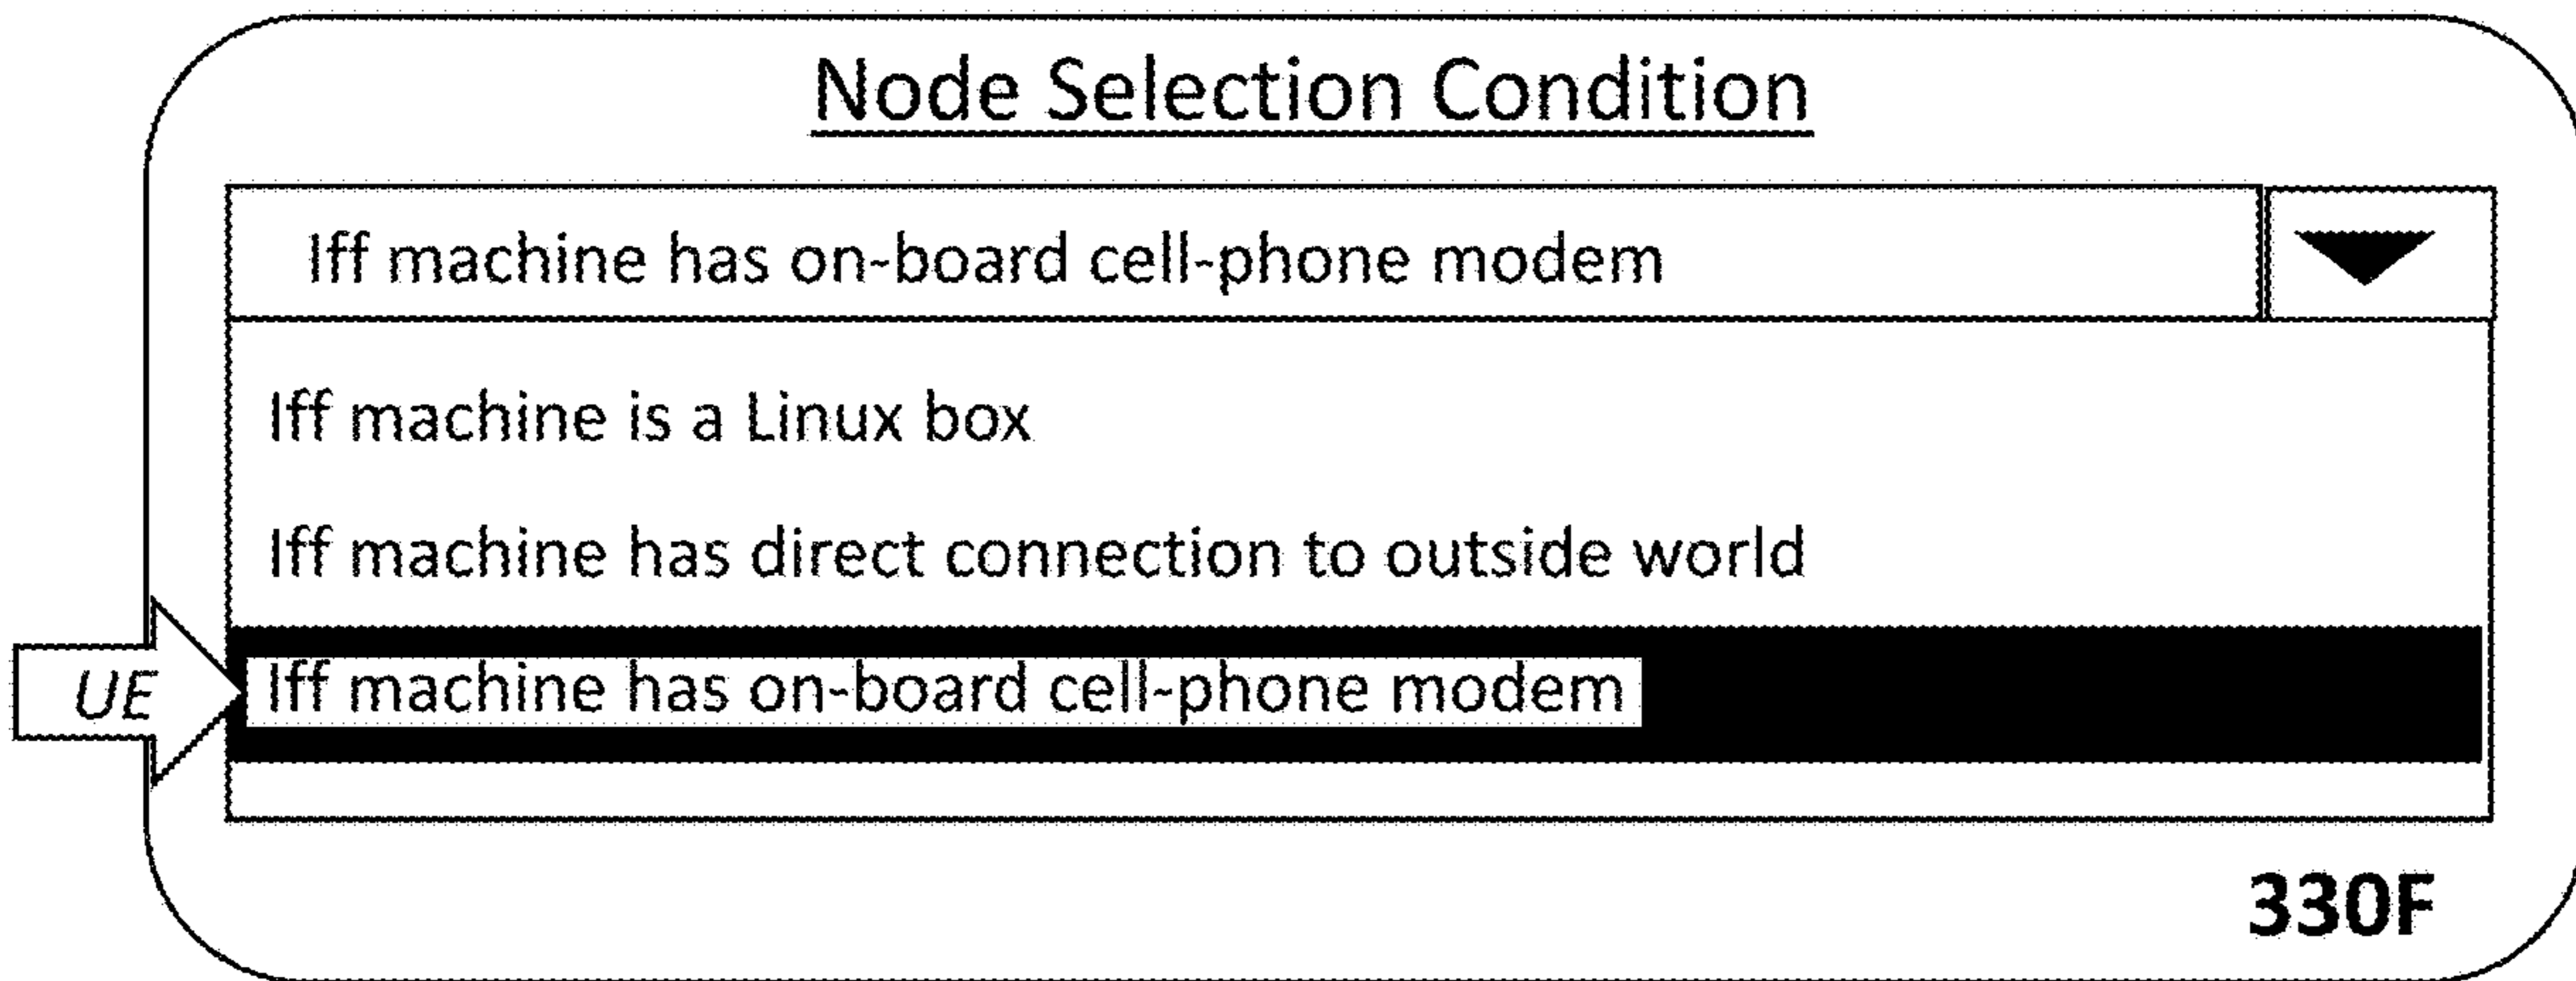 Node Selection Condition
Iff machine has on-board cell-phone modem
Iff machine is a Linux box
Iff machine has direct connection to outside world
UE
Iff machine has on-board cell-phone modem
330F